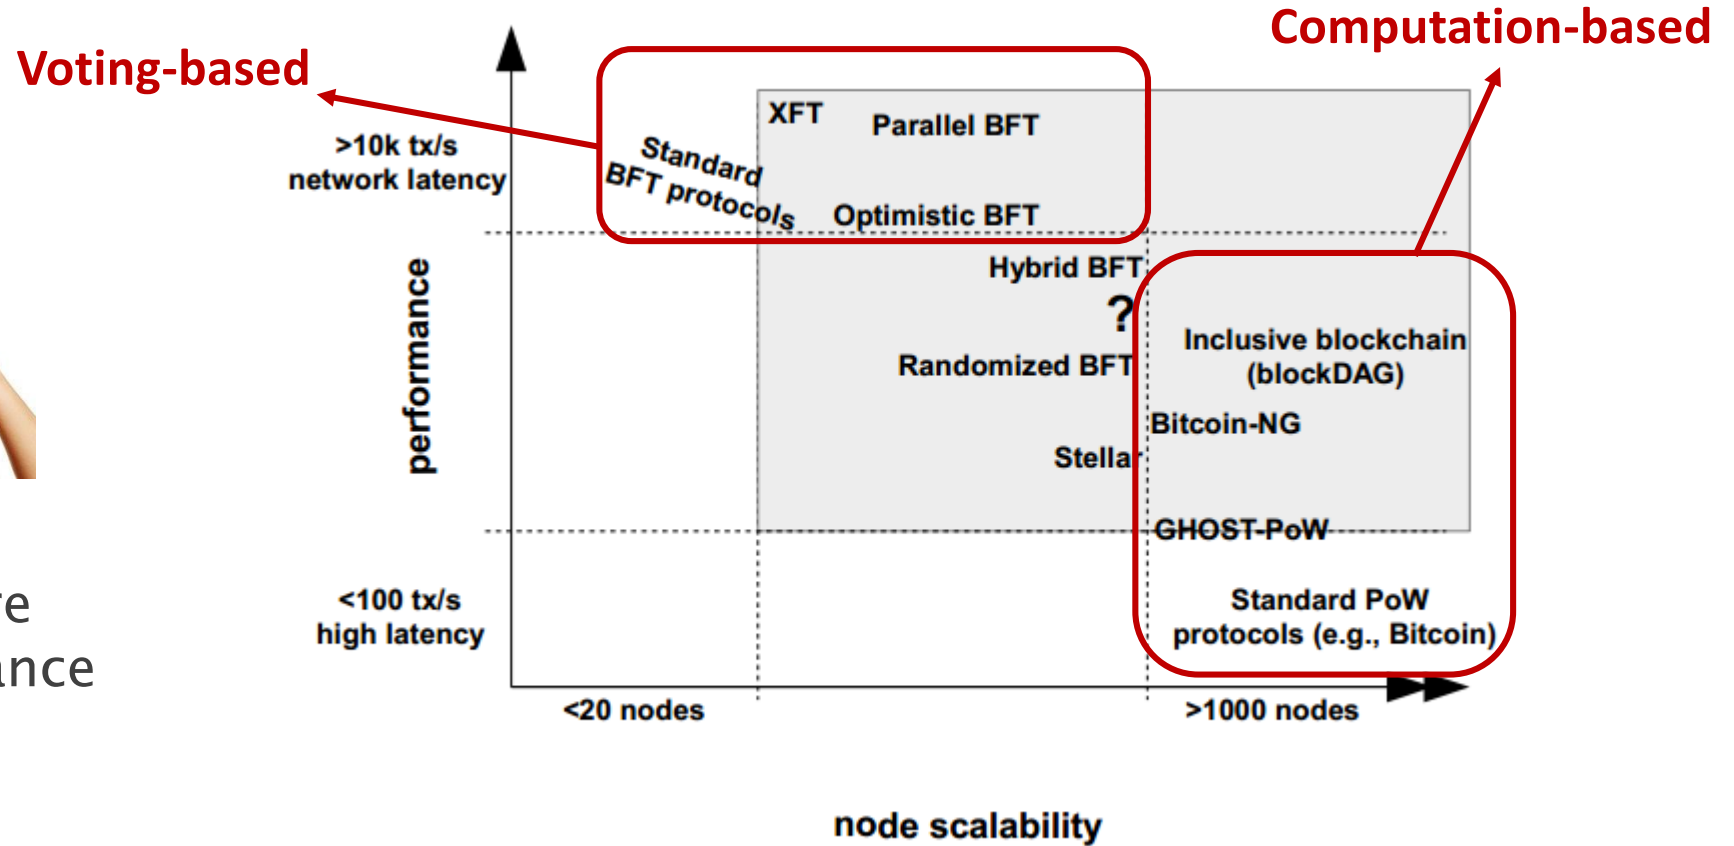 Computation-based
Voting-based
XFT
Parallel BFT
>10k tx/s
network latency
Standard
BFT protocols
Optimistic BFT
Hybrid BFT
?
performance
Inclusive blockchain
(blockDAG)
Randomized BFT
Bitcoin-NG
Stellar
GHOST-PoW
<100 tx/s
high latency
Standard PoW
protocols (e.g., Bitcoin)
<20 nodes
>1000 nodes
node scalability